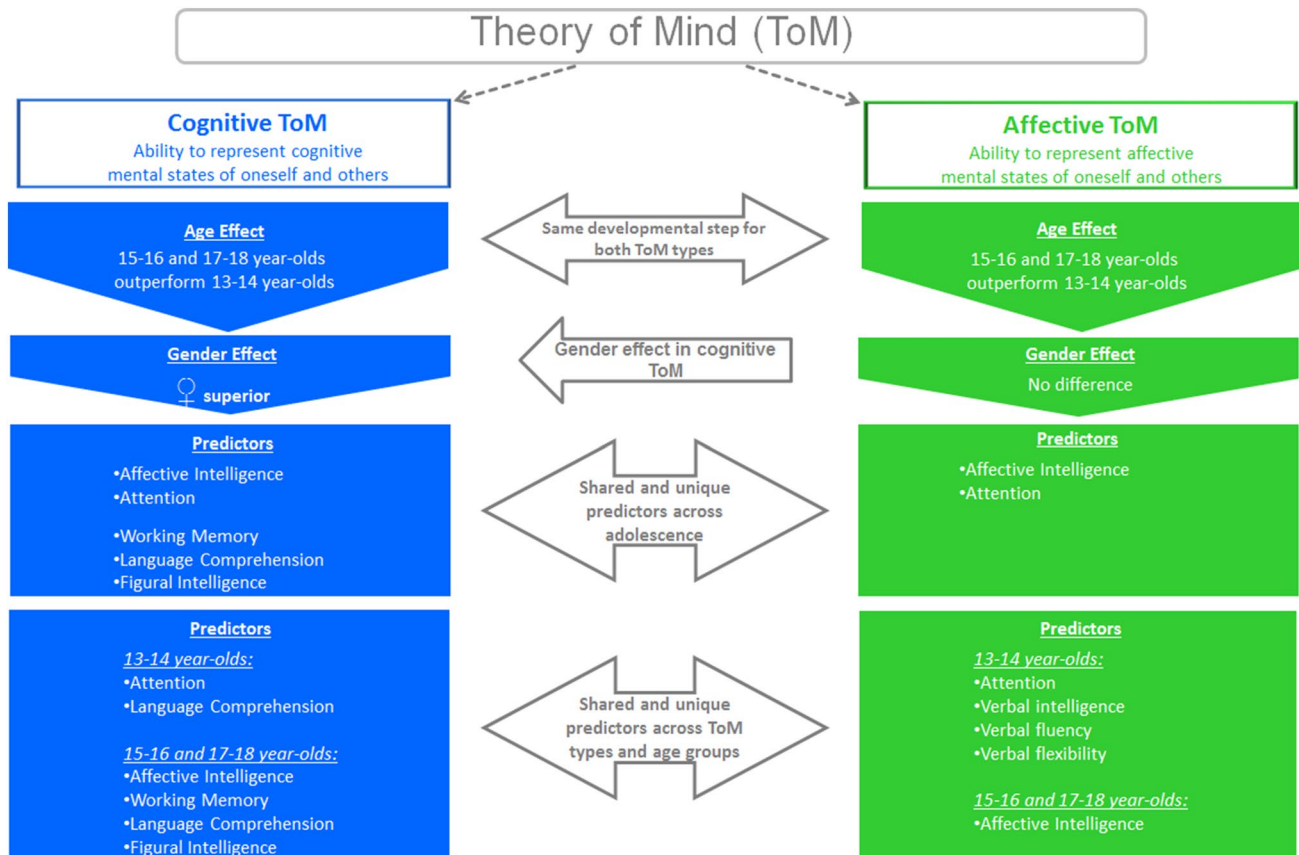 Theory of Mind (ToM)
Cognitive ToM
Ability to represent cognitive
mental states of oneself and others
Affective ToM
Ability to represent affective
mental states of oneself and others
Age Effect
15-16 and 17-18 year-olds
outperform 13-14 year-olds
Same developmental step for
both ToM types
Age Effect
15-16 and 17-18 year-olds
outperform 13-14 year-olds
Gender Effect
♀ superior
Gender effect in cognitive
ToM
Gender Effect
No difference
Predictors
•Affective Intelligence
•Attention
•Working Memory
•Language Comprehension
•Figural Intelligence
Shared and unique
predictors across
adolescence
Predictors
•Affective Intelligence
•Attention
Predictors
13-14 year-olds:
•Attention
•Language Comprehension
15-16 and 17-18 year-olds:
•Affective Intelligence
•Working Memory
•Language Comprehension
•Figural Intelligence
Shared and unique
predictors across ToM
types and age groups
Predictors
13-14 year-olds:
•Attention
•Verbal intelligence
•Verbal fluency
•Verbal flexibility
15-16 and 17-18 year-olds:
•Affective Intelligence